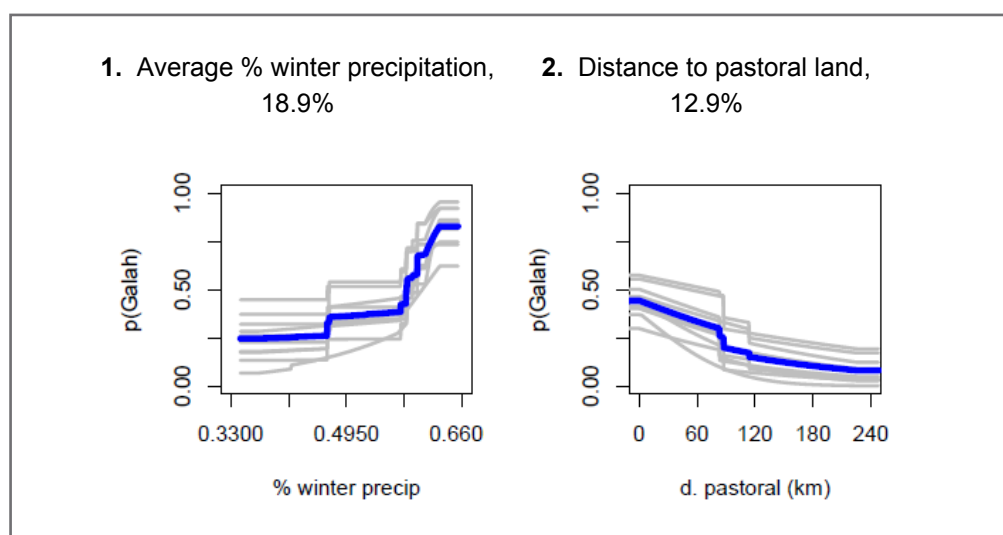 1. Average % winter precipitation,
18.9%
2. Distance to pastoral land,
12.9%
p(Galah)
1.00
0.50
0.00
0.3300
0.4950
0.660
% winter precip
p(Galah)
1.00
0.50
0.00
0
60
120
180
240
d. pastoral (km)